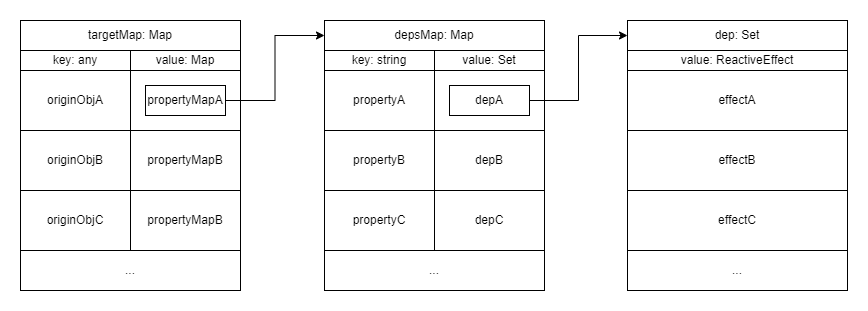 targetMap: Map
key: any
value: Map
originObjA
propertyMapA
originObjB
propertyMapB
originObjC
propertyMapB
...
depsMap: Map
key: string
value: Set
propertyA
depA
propertyB
depB
propertyC
depC
...
dep: Set
value: ReactiveEffect
effectA
effectB
effectC
...